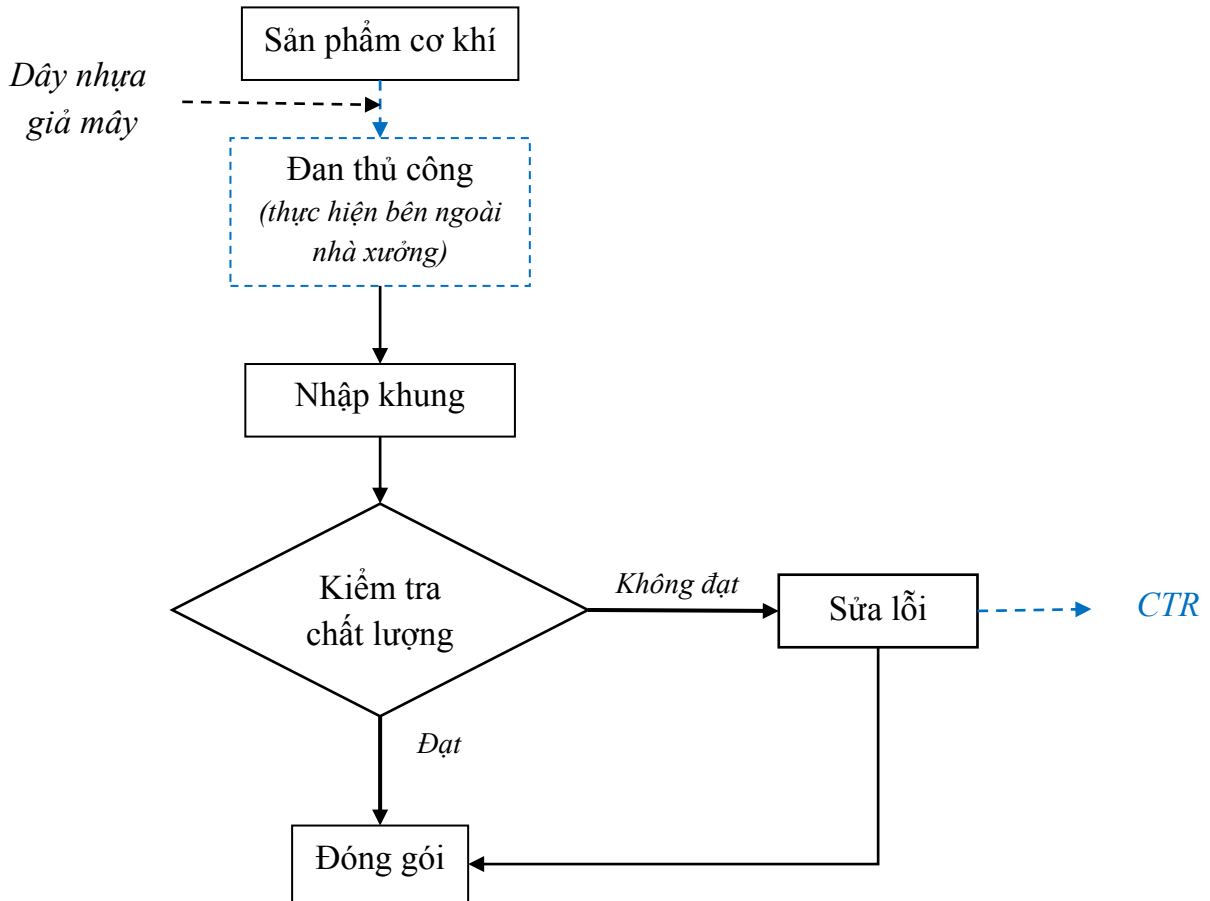 Sản phẩm cơ khí
Dây nhựa
giả mây
Đan thủ công
(thực hiện bên ngoài
nhà xưởng)
Nhập khung
Kiểm tra
chất lượng
Không đạt
Sửa lỗi
CTR
Đạt
Đóng gói